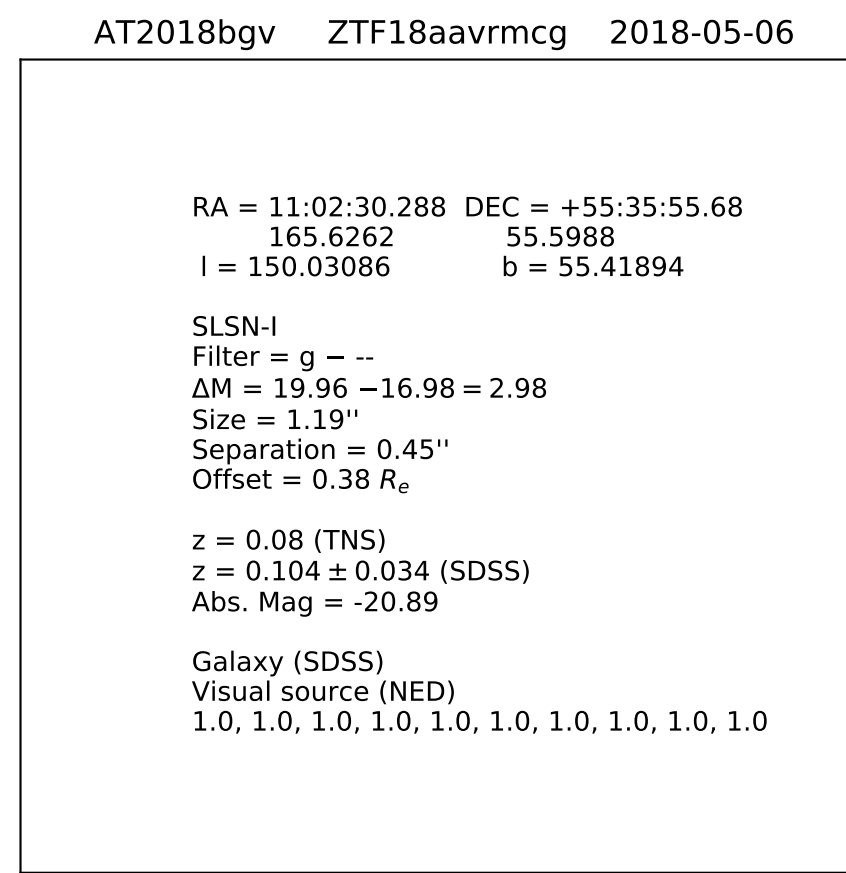 AT2018bgv ZTF18aavrmcg 2018-05-06
RA = 11:02:30.288 DEC = +55:35:55.68
165.6262 55.5988
l = 150.03086 b = 55.41894
SLSN-I
Filter = g − --
ΔM = 19.96 −16.98 = 2.98
Size = 1.19''
Separation = 0.45''
Offset = 0.38 Re
z = 0.08 (TNS)
z = 0.104 ± 0.034 (SDSS)
Abs. Mag = -20.89
Galaxy (SDSS)
Visual source (NED)
1.0, 1.0, 1.0, 1.0, 1.0, 1.0, 1.0, 1.0, 1.0, 1.0